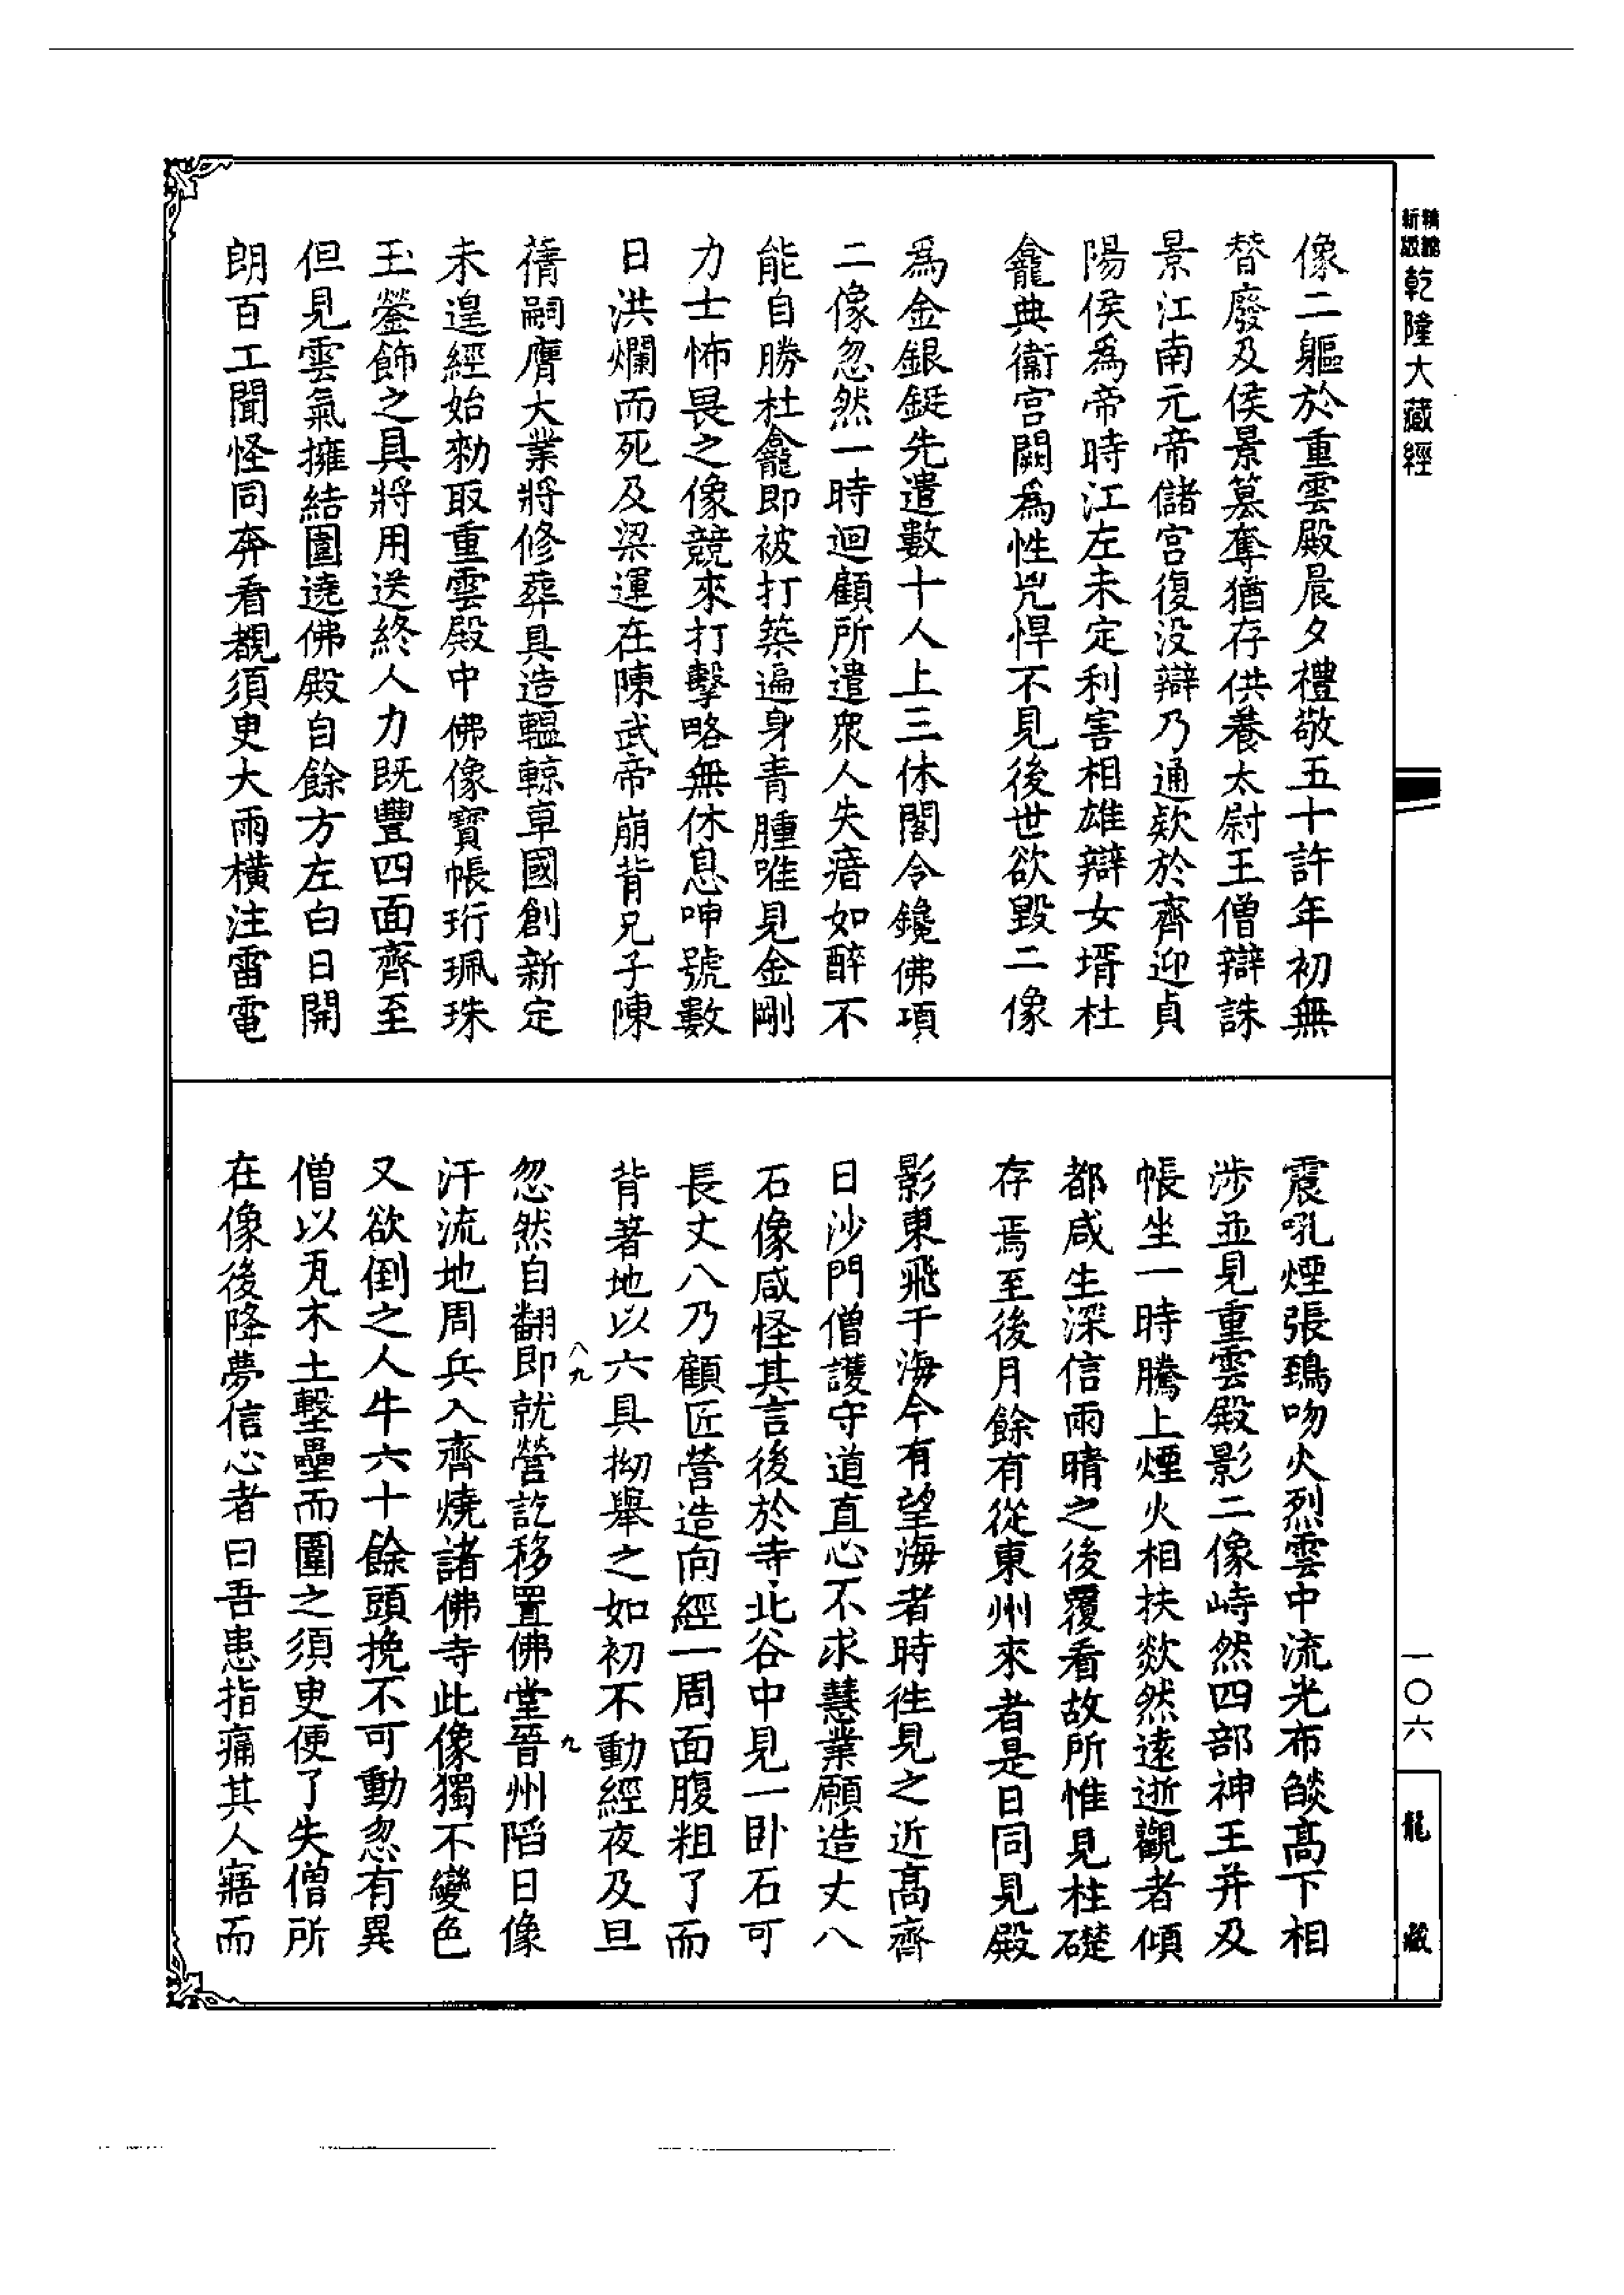 精縮
新版
乾隆大藏經
像二軀於重雲殿晨夕禮敬五十許年初無
替廢及侯景篡奪猶存供養太尉王僧辯誅
景江南元帝儲宮復没辯乃通欵於齊迎貞
陽侯爲帝時江左未定利害相雄辯女壻杜
龕典衞宮闕爲性兇悍不見後世欲毀二像
爲金銀鋌先遣數十人上三休閣令鑱佛項
二像忽然一時迴顧所遣衆人失瘖如醉不
能自勝杜龕即被打築遍身青腫唯見金剛
力士怖畏之像競來打擊略無休息呻號數
日洪爛而死及梁運在陳武帝崩背兄子陳
蒨嗣膺大業將修葬具造轀輬車國創新定
未遑經始勑取重雲殿中佛像寶帳珩珮珠
玉鎣飾之具將用送終人力既豐四面齊至
但見雲氣擁結圍遶佛殿自餘方左白日開
朗百工聞怪同奔看覩須臾大雨橫注雷電
震吼煙張鵄吻火烈雲中流光布燄高下相
涉並見重雲殿影二像峙然四部神王并及
帳坐一時騰上煙火相扶歘然遠逝觀者傾
都咸生深信雨晴之後覆看故所惟見柱礎
存焉至後月餘有從東州來者是日同見殿
影東飛于海今有望海者時往見之近高齊
日沙門僧護守道直心不求慧業願造丈八
石像咸怪其言後於寺北谷中見一卧石可
長丈八乃顧匠營造向經一周面腹粗了而
背著地以六具拗舉之如初不動經夜及旦
忽然自翻即就營訖移置佛堂晉州陷日像
汗流地周兵入齊燒諸佛寺此像獨不變色
又欲倒之人牛六十餘頭挽不可動忽有異
僧以瓦木土墼壘而圍之須臾便了失僧所
在像後降夢信心者曰吾患指痛其人寤而
八九
九
一〇六
龍藏